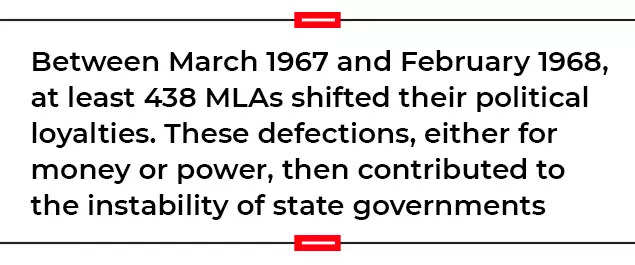 Between March 1967 and February 1968,
at least 438 MLAs shifted their political
loyalties. These defections, either for
money or power, then contributed to
the instability of state governments